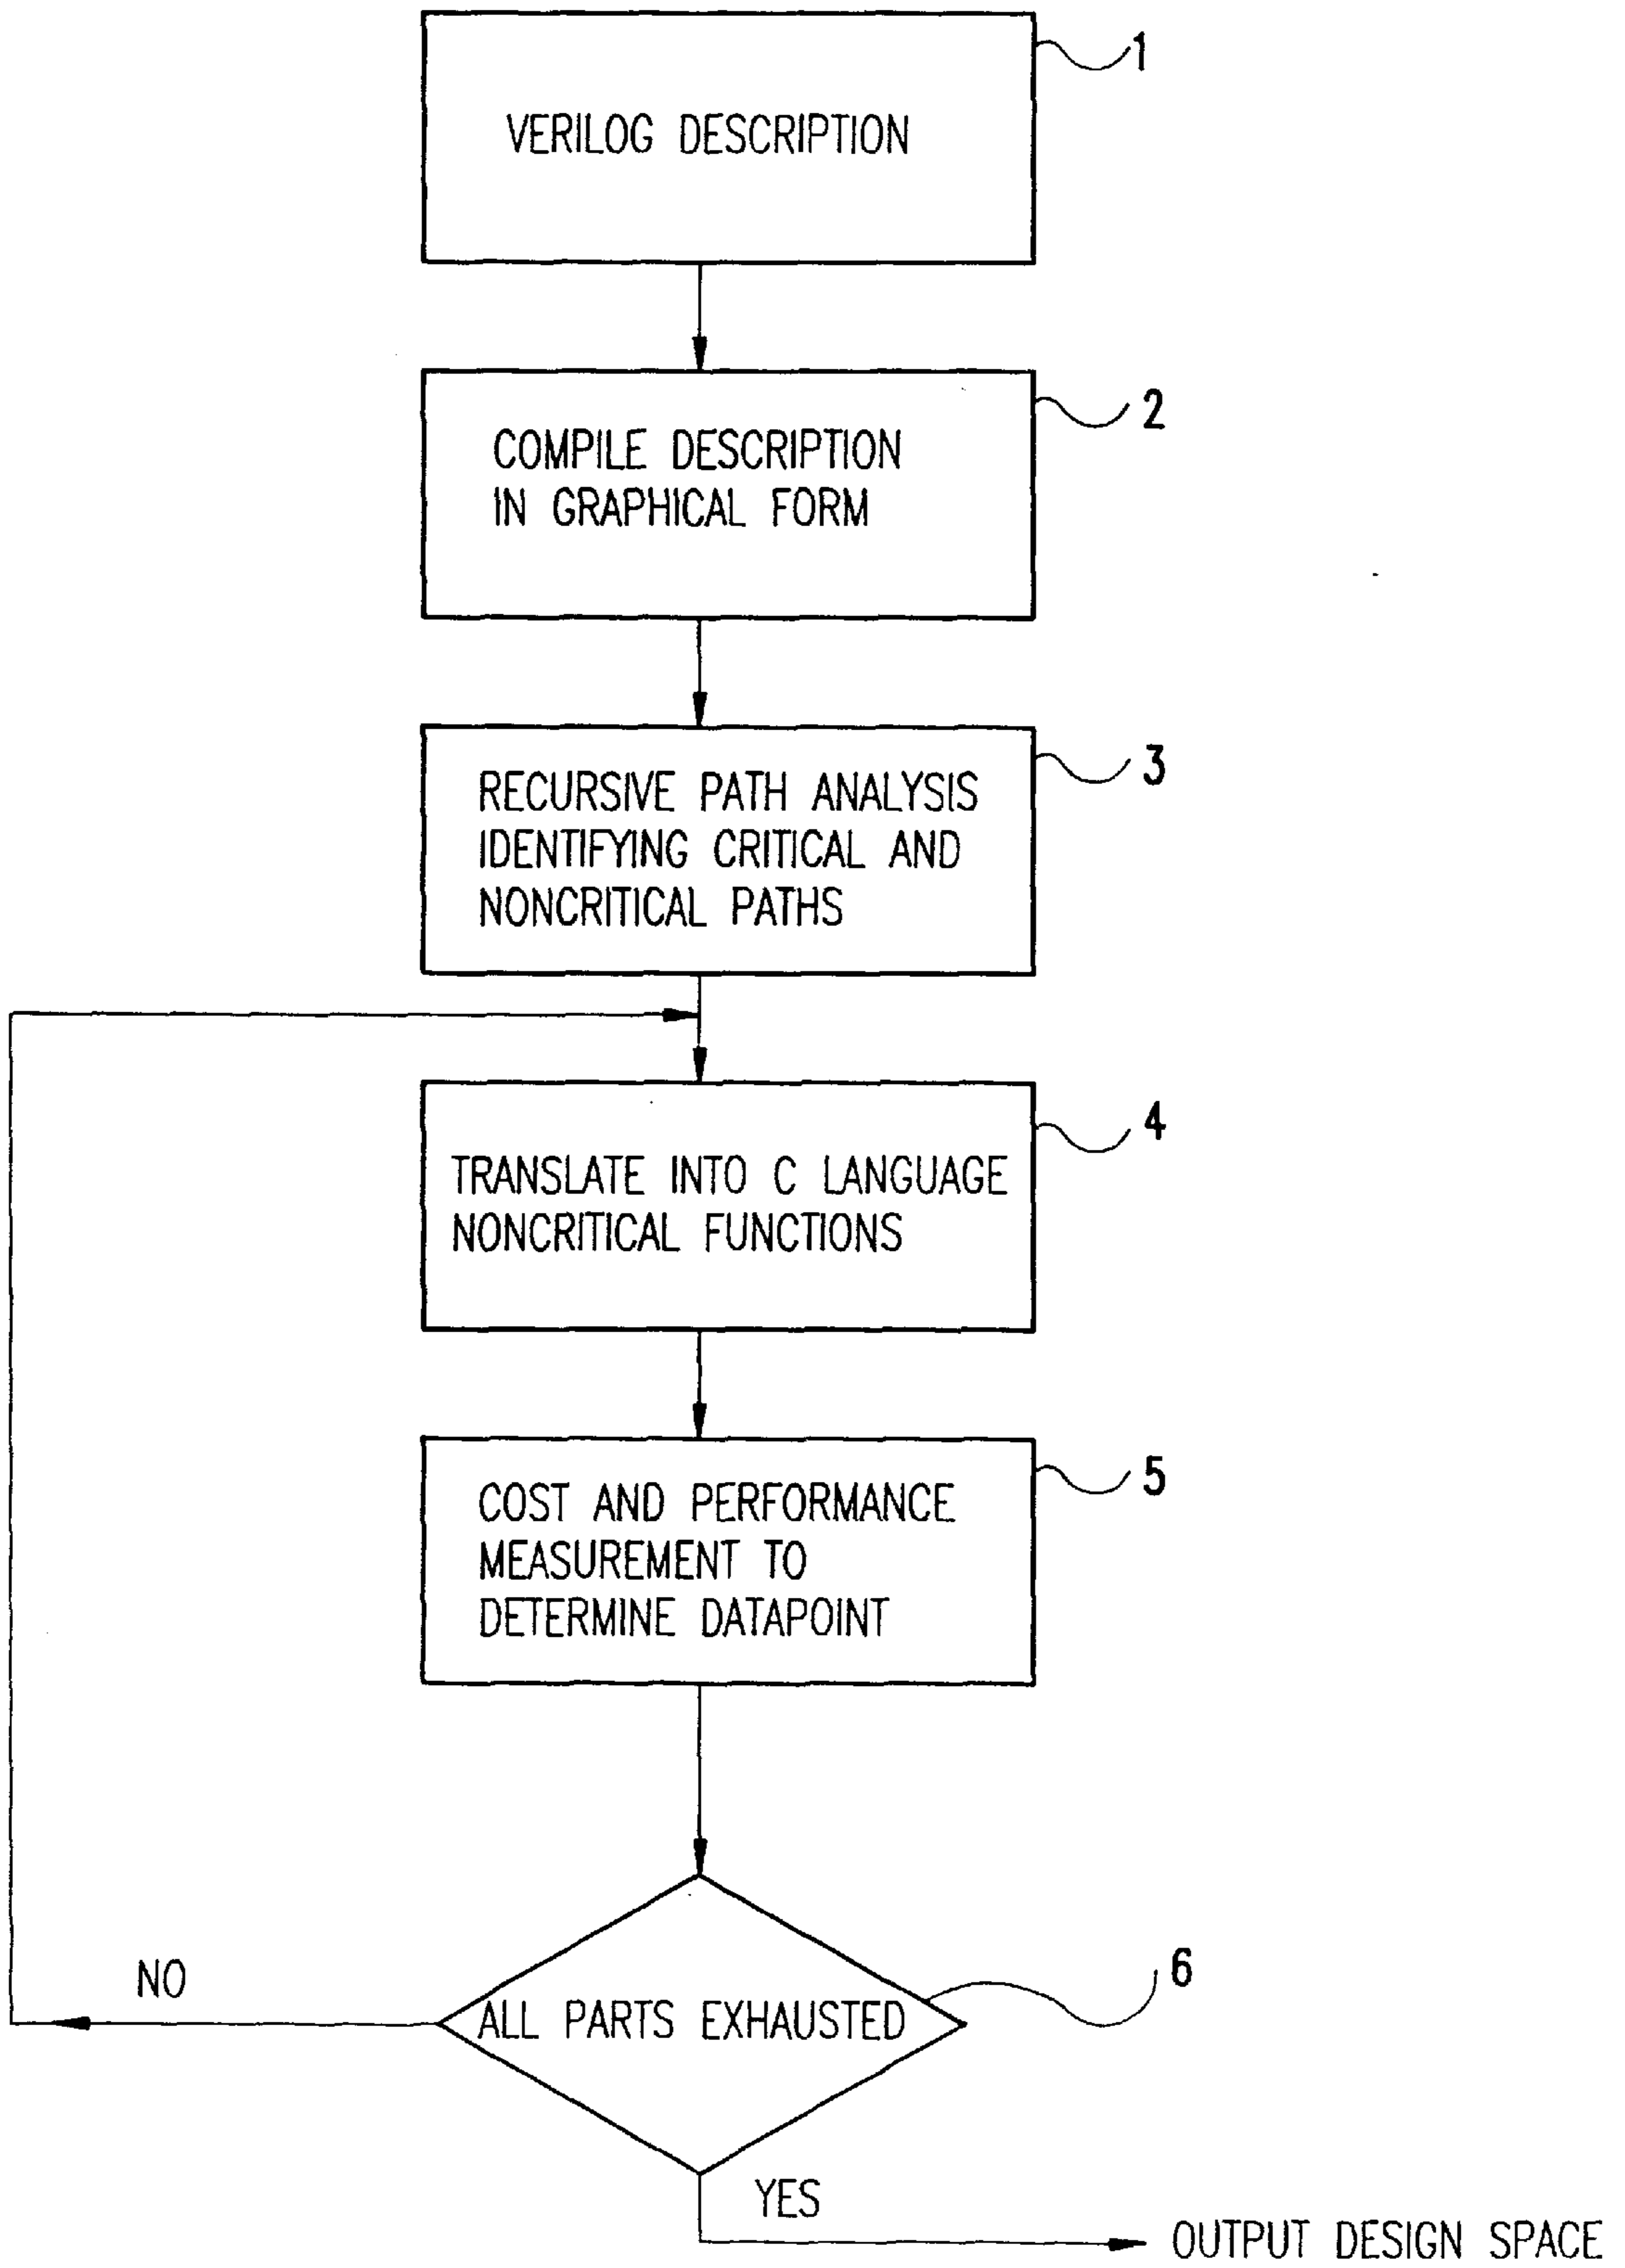 VERILOG DESCRIPTION
1
COMPILE DESCRIPTION
IN GRAPHICAL FORM
2
RECURSIVE PATH ANALYSIS
IDENTIFYING CRITICAL AND
NONCRITICAL PATHS
3
TRANSLATE INTO C LANGUAGE
NONCRITICAL FUNCTIONS
4
COST AND PERFORMANCE
MEASUREMENT TO
DETERMINE DATAPOINT
5
ALL PARTS EXHAUSTED
6
NO
YES
OUTPUT DESIGN SPACE